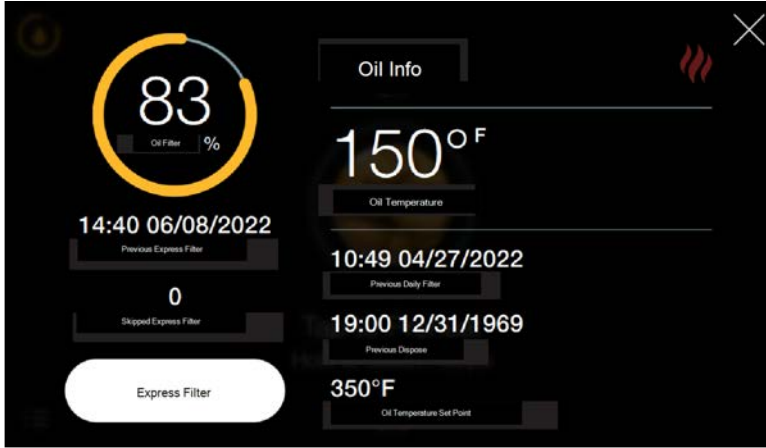 83
Oil Filter %
14:40 06/08/2022
Previous Express Filter
0
Skipped Express Filter
Express Filter
Oil Info
150°F
Oil Temperature
10:49 04/27/2022
Previous Daily Filter
19:00 12/31/1969
Previous Dispose
350°F
Oil Temperature Set Point